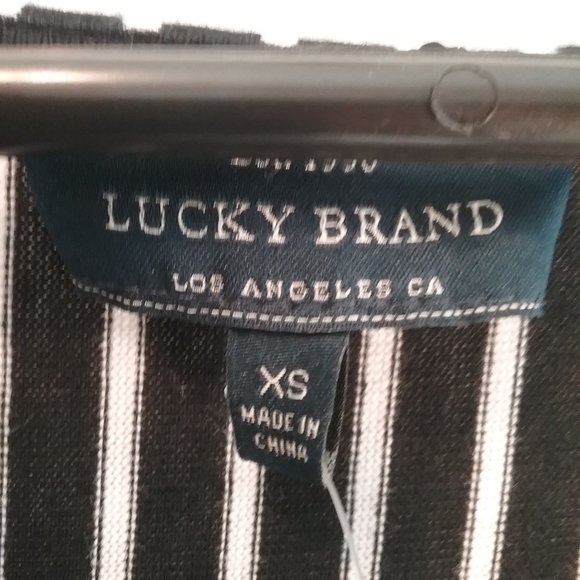 LUCKY BRAND
LOS ANGELES CA
XS
MADE IN
CHINA